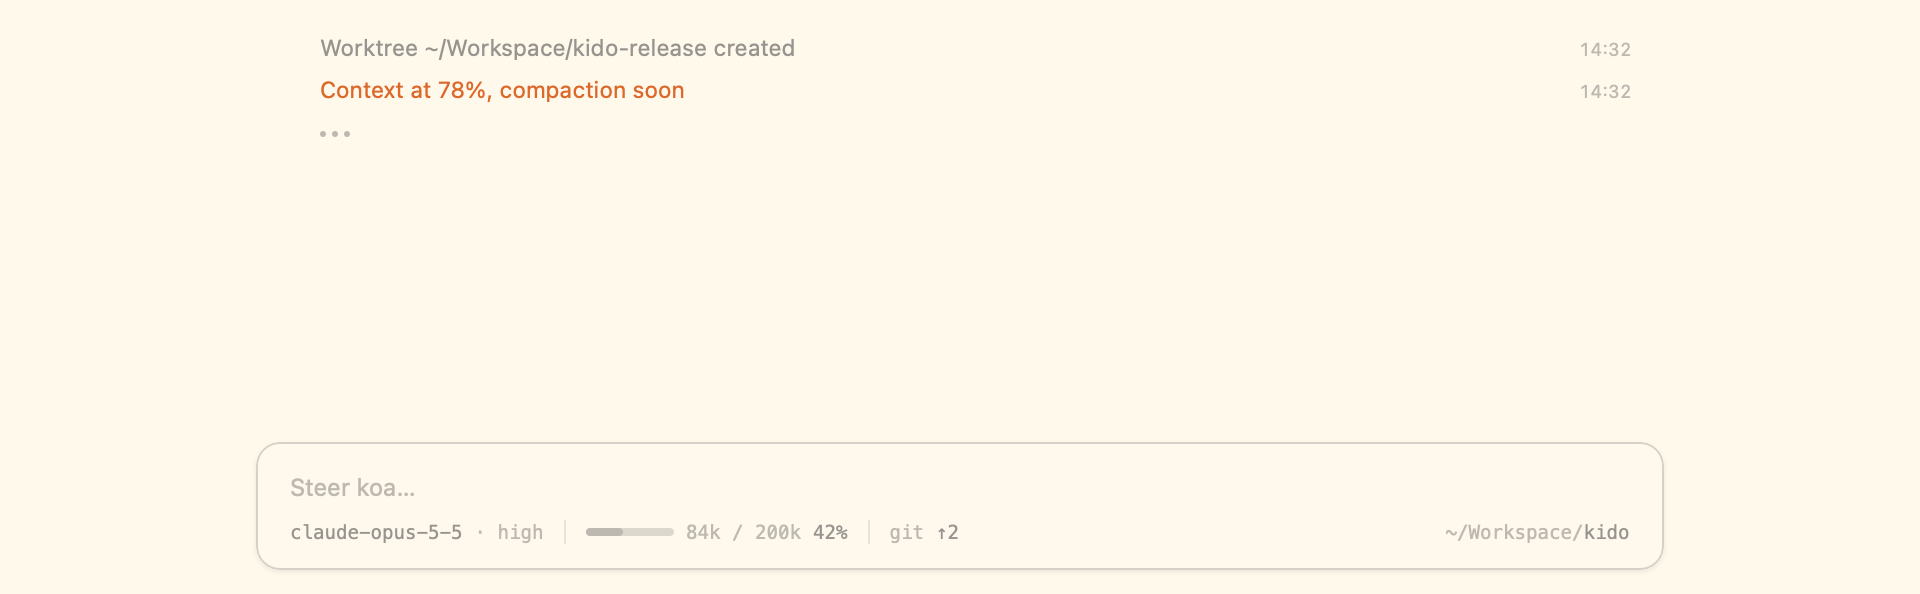 Worktree ~/Workspace/kido-release created 14:32
Context at 78%, compaction soon 14:32
Steer koa...
claude-opus-5-5 · high 84k / 200k 42% git ↑2 ~/Workspace/kido